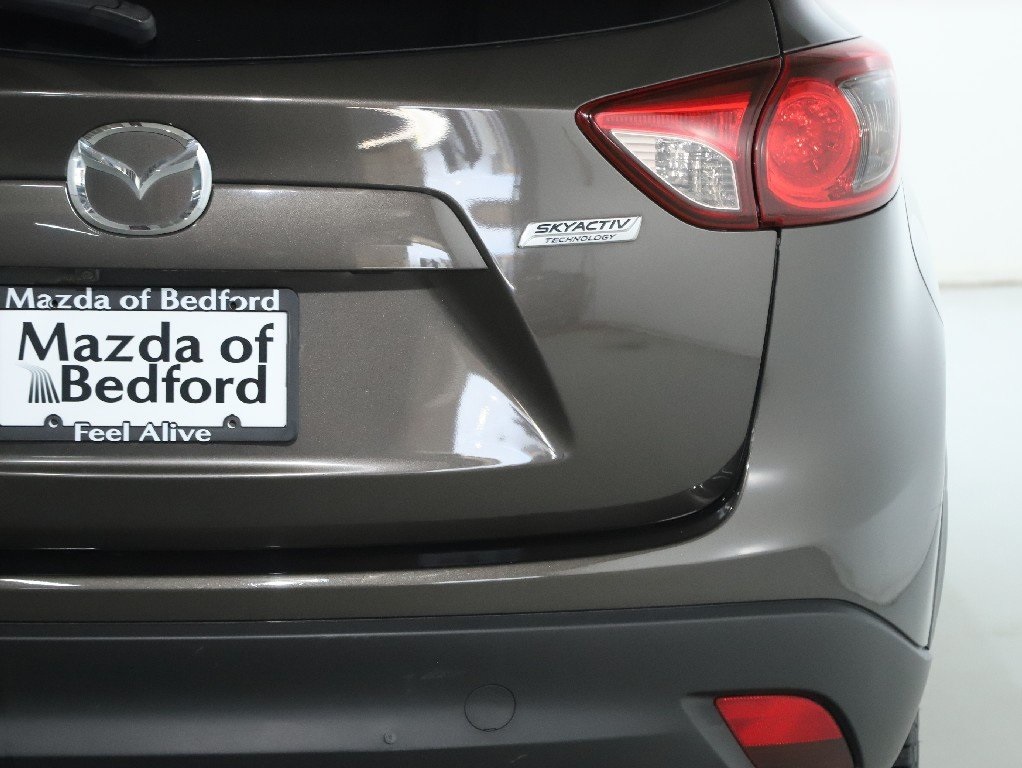 SKYACTIV
TECHNOLOGY
Mazda of Bedford
Mazda of
Bedford
Feel Alive